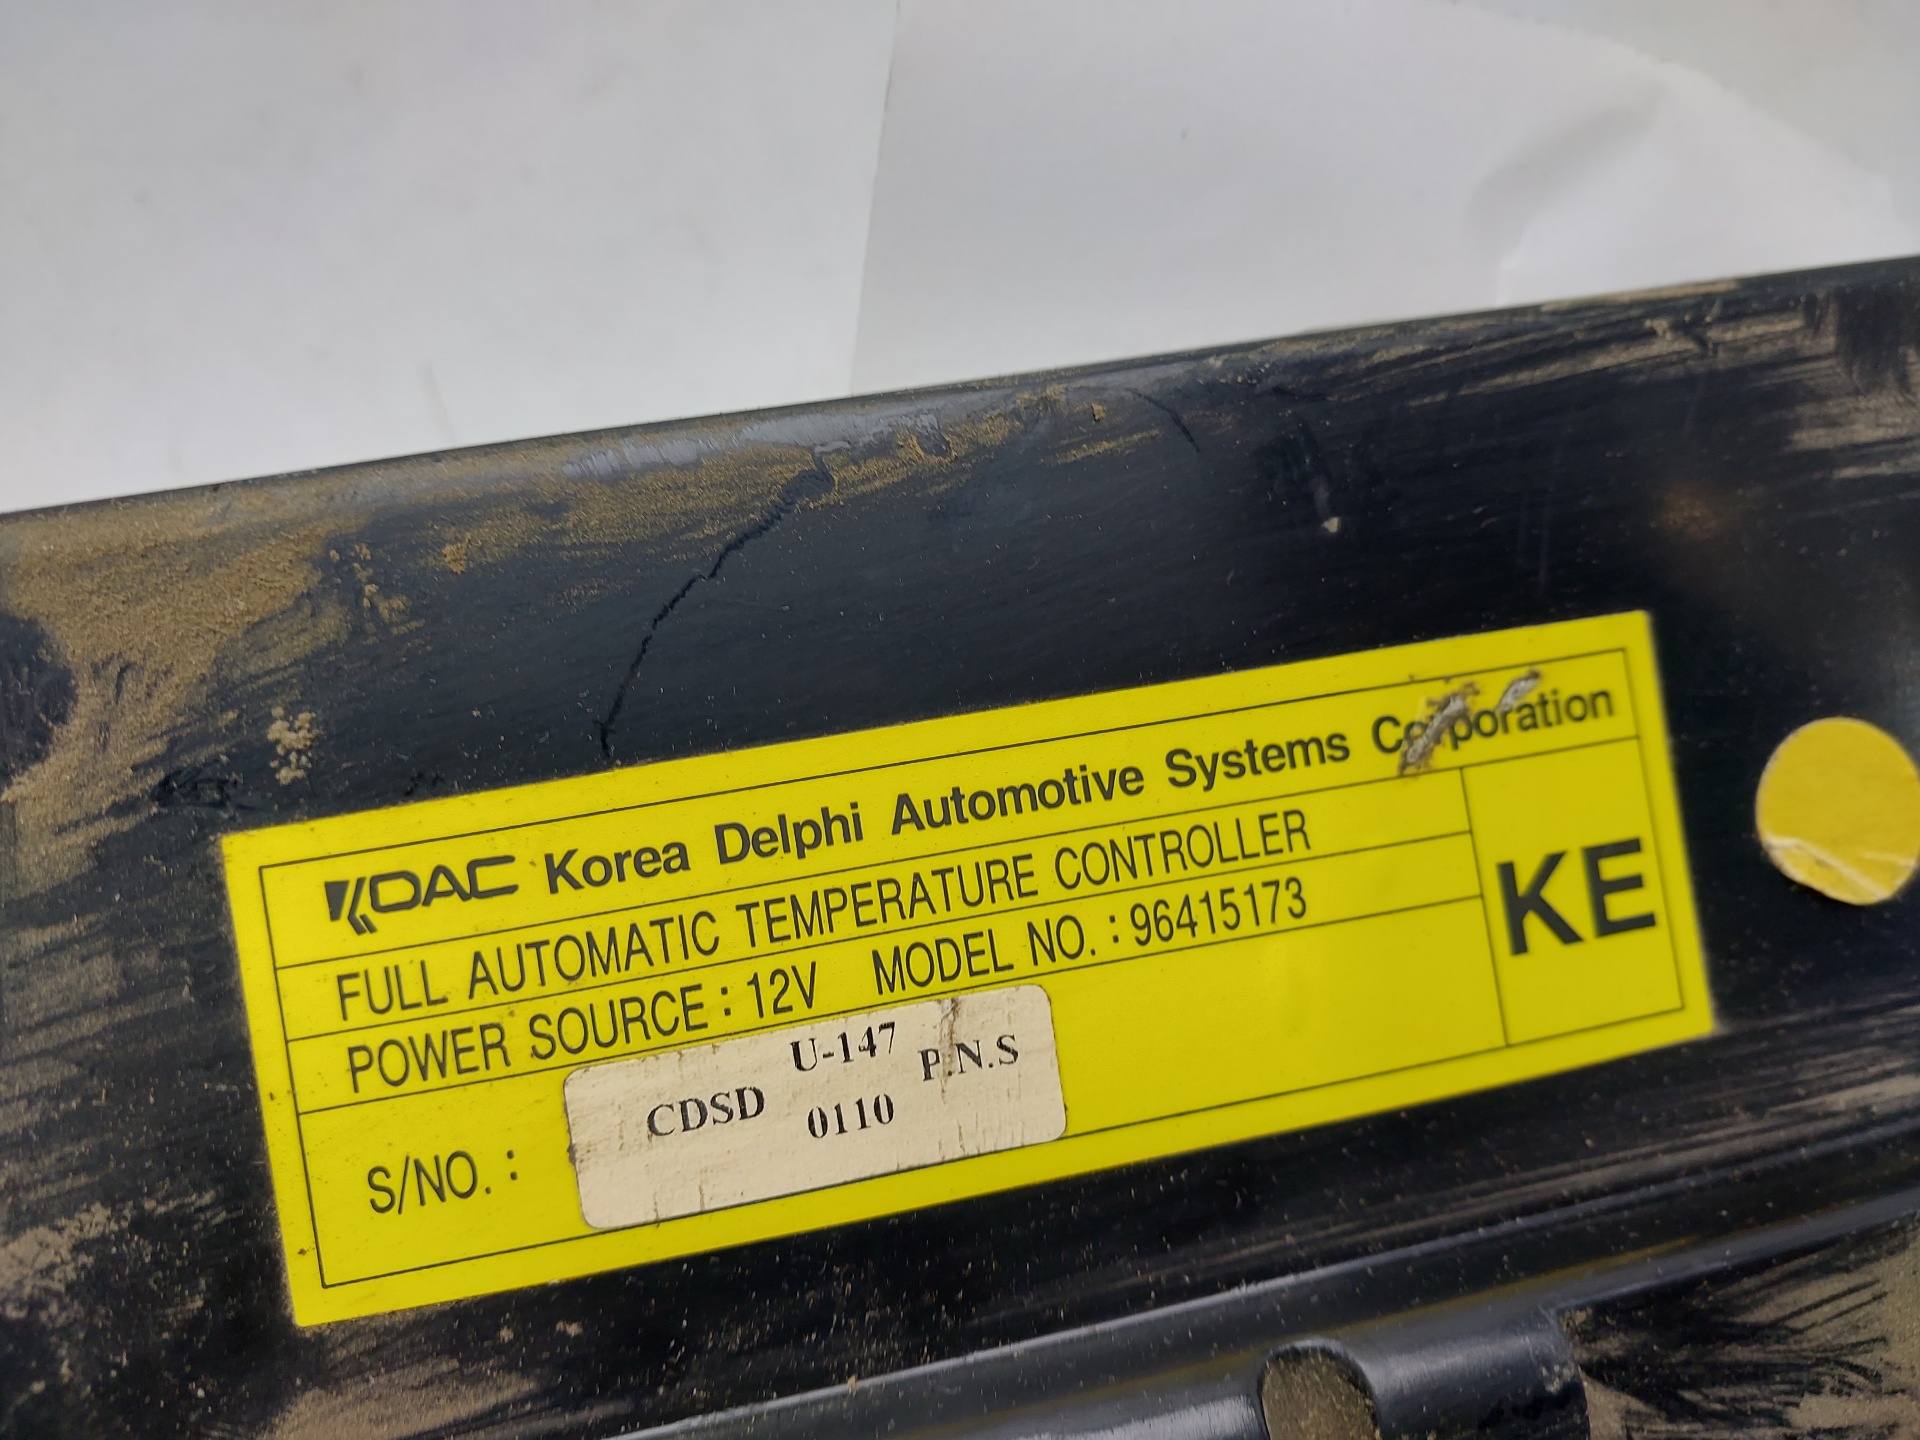 KDAC Korea Delphi Automotive Systems Corporation
FULL AUTOMATIC TEMPERATURE CONTROLLER
POWER SOURCE : 12V MODEL NO. : 96415173
KE
S/NO. :
U-147
CDSD P.N.S
0110